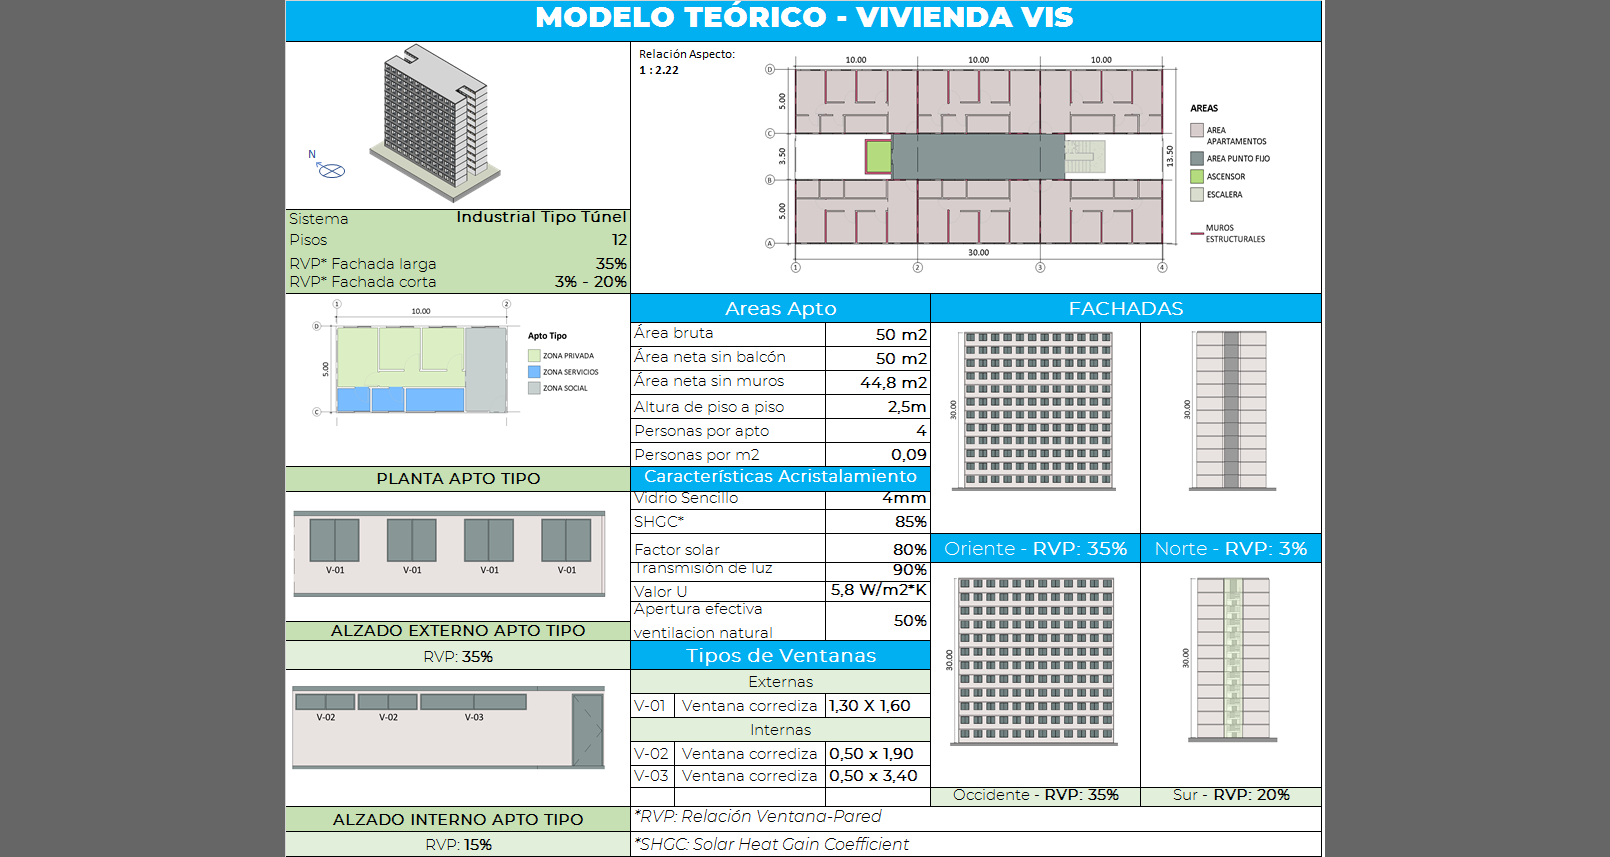 MODELO TEÓRICO - VIVIENDA VIS
N
Sistema Industrial Tipo Túnel
Pisos 12
RVP* Fachada larga 35%
RVP* Fachada corta 3% - 20%
Relación Aspecto:
1 : 2.22
10.00 10.00 10.00
D
5.00
C
3.50
B
5.00
A
13.50
30.00
1 2 3 4
AREAS
AREA
APARTAMENTOS
AREA PUNTO FIJO
ASCENSOR
ESCALERA
MUROS
ESTRUCTURALES
1 2
10.00
D
5.00
C
Apto Tipo
ZONA PRIVADA
ZONA SERVICIOS
ZONA SOCIAL
PLANTA APTO TIPO
V-01 V-01 V-01 V-01
ALZADO EXTERNO APTO TIPO
RVP: 35%
V-02 V-02 V-03
ALZADO INTERNO APTO TIPO
RVP: 15%
Areas Apto
Área bruta 50 m2
Área neta sin balcón 50 m2
Área neta sin muros 44,8 m2
Altura de piso a piso 2,5m
Personas por apto 4
Personas por m2 0,09
Características Acristalamiento
Vidrio Sencillo 4mm
SHGC* 85%
Factor solar 80%
Transmisión de luz 90%
Valor U 5,8 W/m2*K
Apertura efectiva
ventilacion natural 50%
Tipos de Ventanas
Externas
V-01 Ventana corrediza 1,30 X 1,60
Internas
V-02 Ventana corrediza 0,50 x 1,90
V-03 Ventana corrediza 0,50 x 3,40
*RVP: Relación Ventana-Pared
*SHGC: Solar Heat Gain Coefficient
FACHADAS
30.00 30.00
Oriente - RVP: 35% Norte - RVP: 3%
30.00 30.00
Occidente - RVP: 35% Sur - RVP: 20%